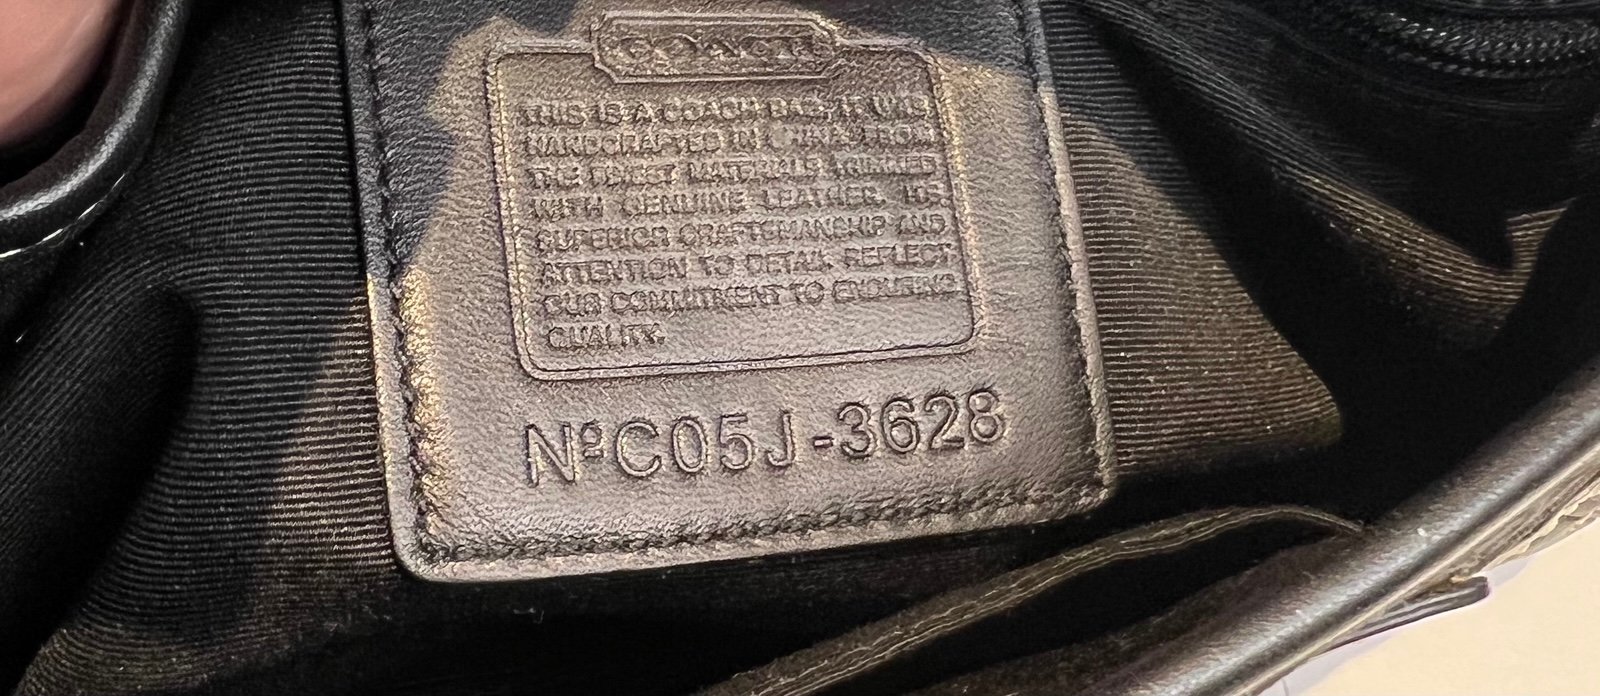 COACH
THIS IS A COACH BAG. IT WAS
HANDCRAFTED IN CHINA FROM
THE FINEST MATERIALS TRIMMED
WITH GENUINE LEATHER. ITS
SUPERIOR CRAFTSMANSHIP AND
ATTENTION TO DETAIL REFLECT
OUR COMMITMENT TO ENDURING
QUALITY.
Nº C05J-3628